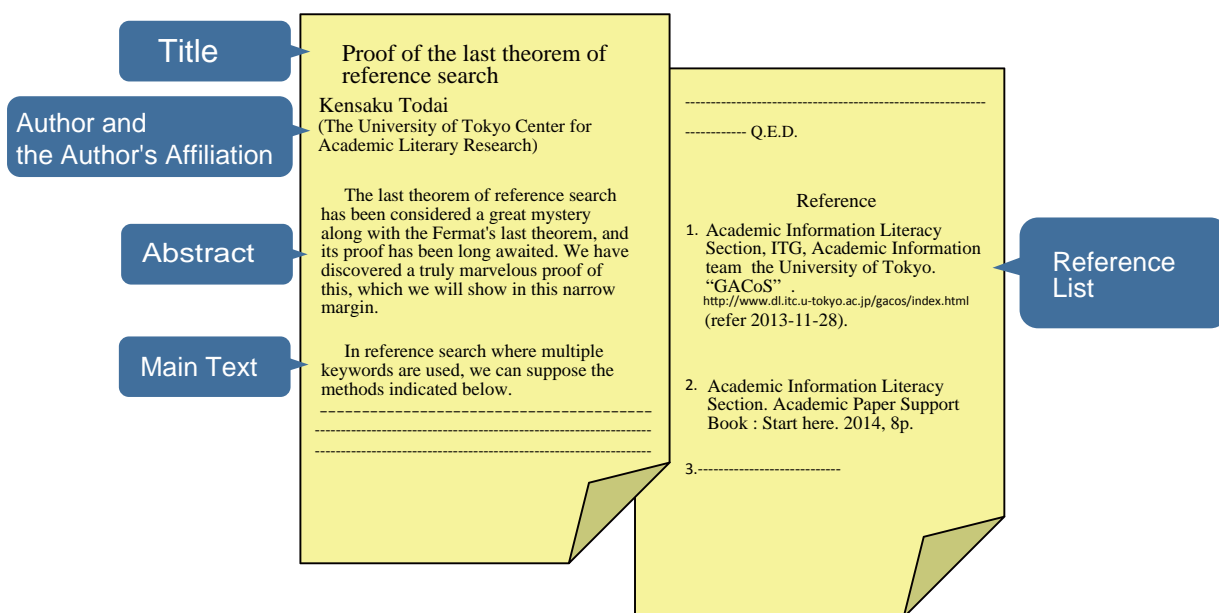 Title
Proof of the last theorem of
reference search
Author and
the Author's Affiliation
Kensaku Todai
(The University of Tokyo Center for
Academic Literary Research)
Abstract
The last theorem of reference search
has been considered a great mystery
along with the Fermat's last theorem, and
its proof has been long awaited. We have
discovered a truly marvelous proof of
this, which we will show in this narrow
margin.
Main Text
In reference search where multiple
keywords are used, we can suppose the
methods indicated below.
----------------------------------------
----------------------------------------------------------------
----------------------------------------------------------------
----------------------------------------------------------
------------ Q.E.D.
Reference
1. Academic Information Literacy
Section, ITG, Academic Information
team the University of Tokyo.
“GACoS” .
http://www.dl.itc.u-tokyo.ac.jp/gacos/index.html
(refer 2013-11-28).
2. Academic Information Literacy
Section. Academic Paper Support
Book : Start here. 2014, 8p.
3.---------------------------
Reference
List